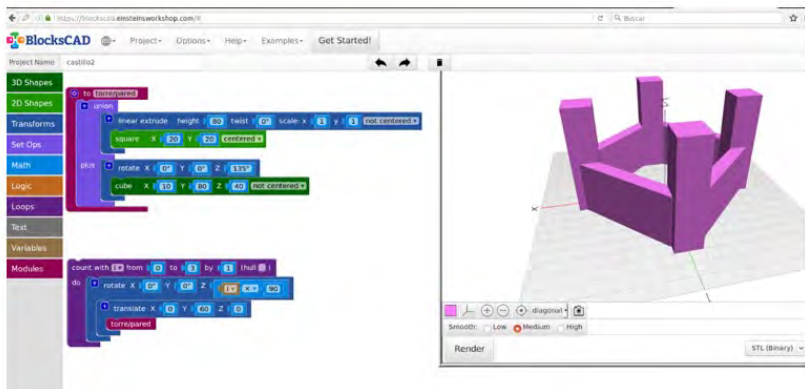 https://blockscad.einsteinsworkshop.com/#
Buscar
BlocksCAD Project Options Help Examples Get Started!
Project Name castillo2
3D Shapes
2D Shapes
Transforms
Set Ops
Math
Logic
Loops
Text
Variables
Modules
to torre/pared
union
linear extrude height 80 twist 0° scale: x 1 y 1 not centered
square X 20 Y 20 centered
plus rotate X 0° Y 0° Z 135°
cube X 10 Y 80 Z 40 not centered
count with i from 0 to 3 by 1 (hull )
do rotate X 0° Y 0° Z i × 90
translate X 0 Y 60 Z 0
torre/pared
X
diagonal
Smooth: Low Medium High
Render STL (Binary)